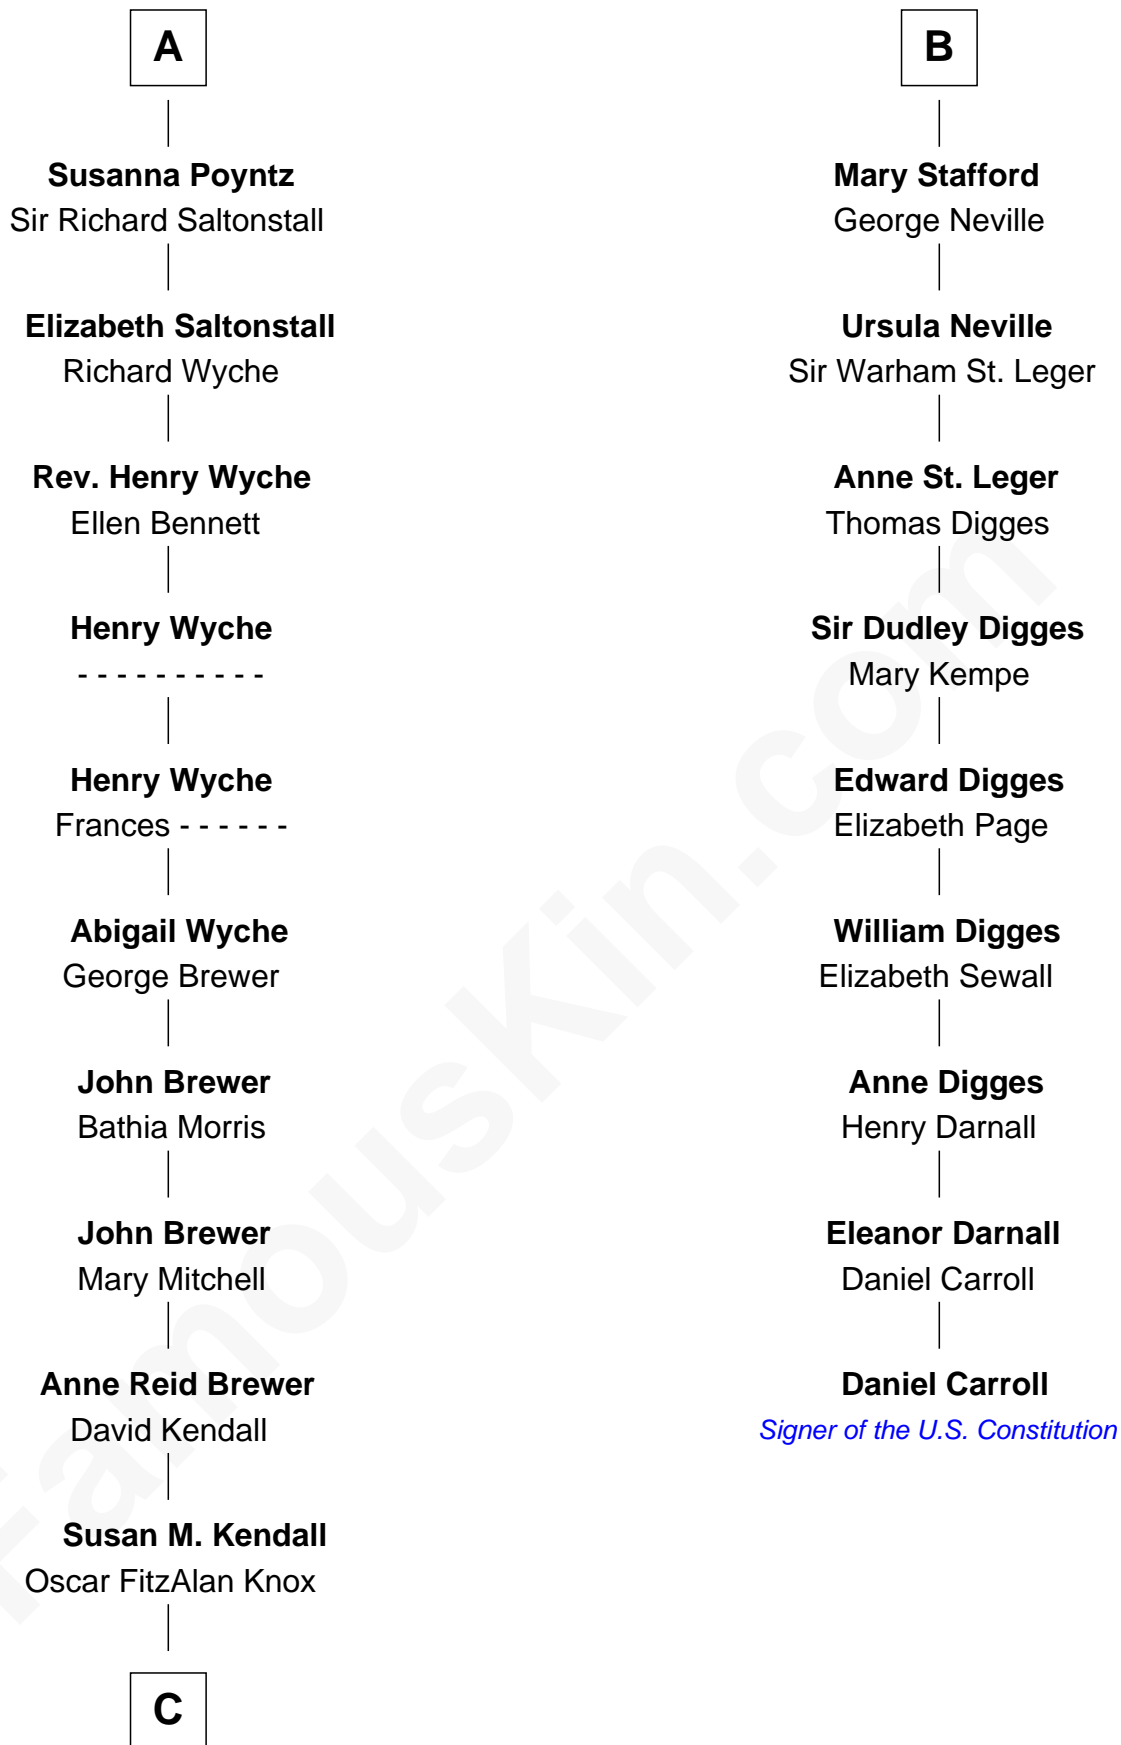 A
Susanna Poyntz
Sir Richard Saltonstall
Elizabeth Saltonstall
Richard Wyche
Rev. Henry Wyche
Ellen Bennett
Henry Wyche
- - - - - - - - - -
Henry Wyche
Frances - - - - - -
Abigail Wyche
George Brewer
John Brewer
Bathia Morris
John Brewer
Mary Mitchell
Anne Reid Brewer
David Kendall
Susan M. Kendall
Oscar FitzAlan Knox
C
B
Mary Stafford
George Neville
Ursula Neville
Sir Warham St. Leger
Anne St. Leger
Thomas Digges
Sir Dudley Digges
Mary Kempe
Edward Digges
Elizabeth Page
William Digges
Elizabeth Sewall
Anne Digges
Henry Darnall
Eleanor Darnall
Daniel Carroll
Daniel Carroll
Signer of the U.S. Constitution
FamousKin.com